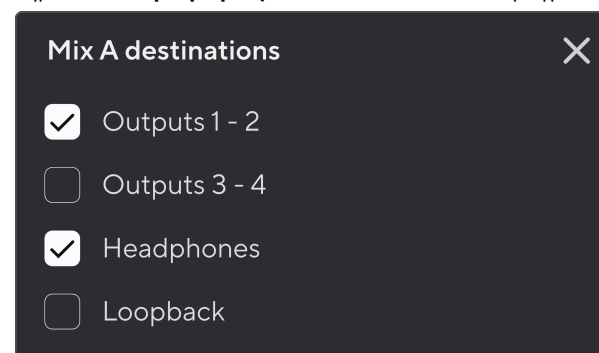 Mix A destinations
Outputs 1 - 2
Outputs 3 - 4
Headphones
Loopback